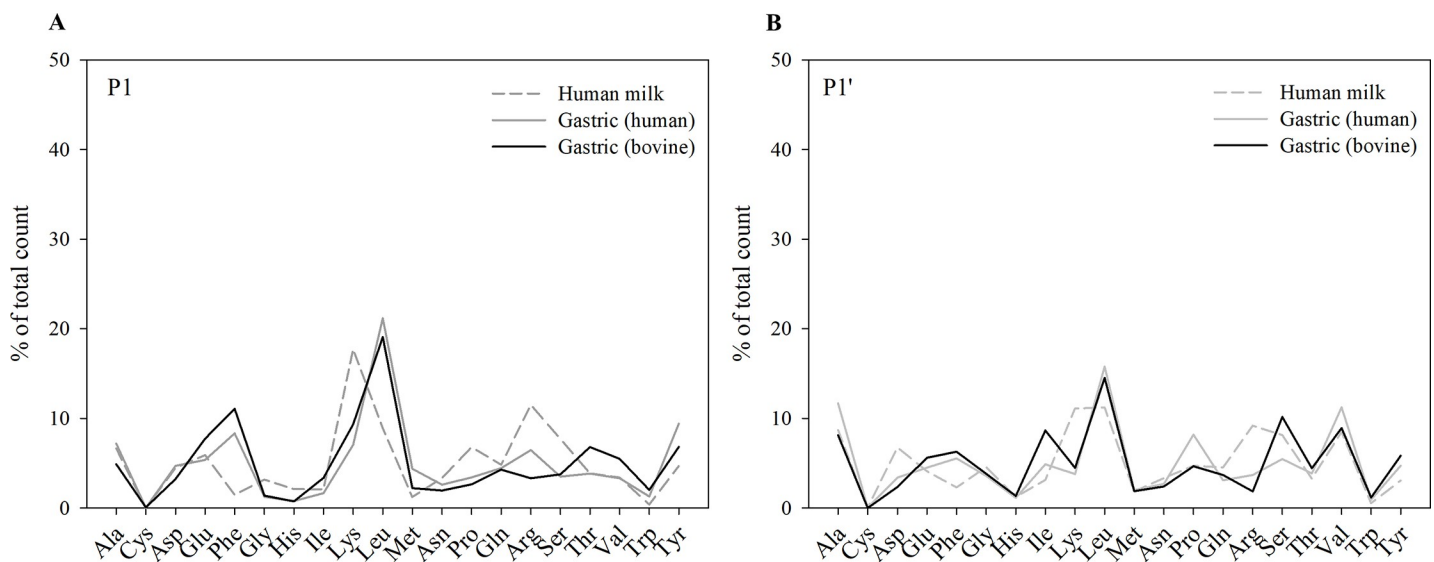 A
% of total count
50
40
30
20
10
0
P1
Human milk
Gastric (human)
Gastric (bovine)
Ala Cys Asp Glu Phe Gly His Ile Lys Leu Met Asn Pro Gln Arg Ser Thr Val Trp Tyr
B
% of total count
50
40
30
20
10
0
P1'
Human milk
Gastric (human)
Gastric (bovine)
Ala Cys Asp Glu Phe Gly His Ile Lys Leu Met Asn Pro Gln Arg Ser Thr Val Trp Tyr